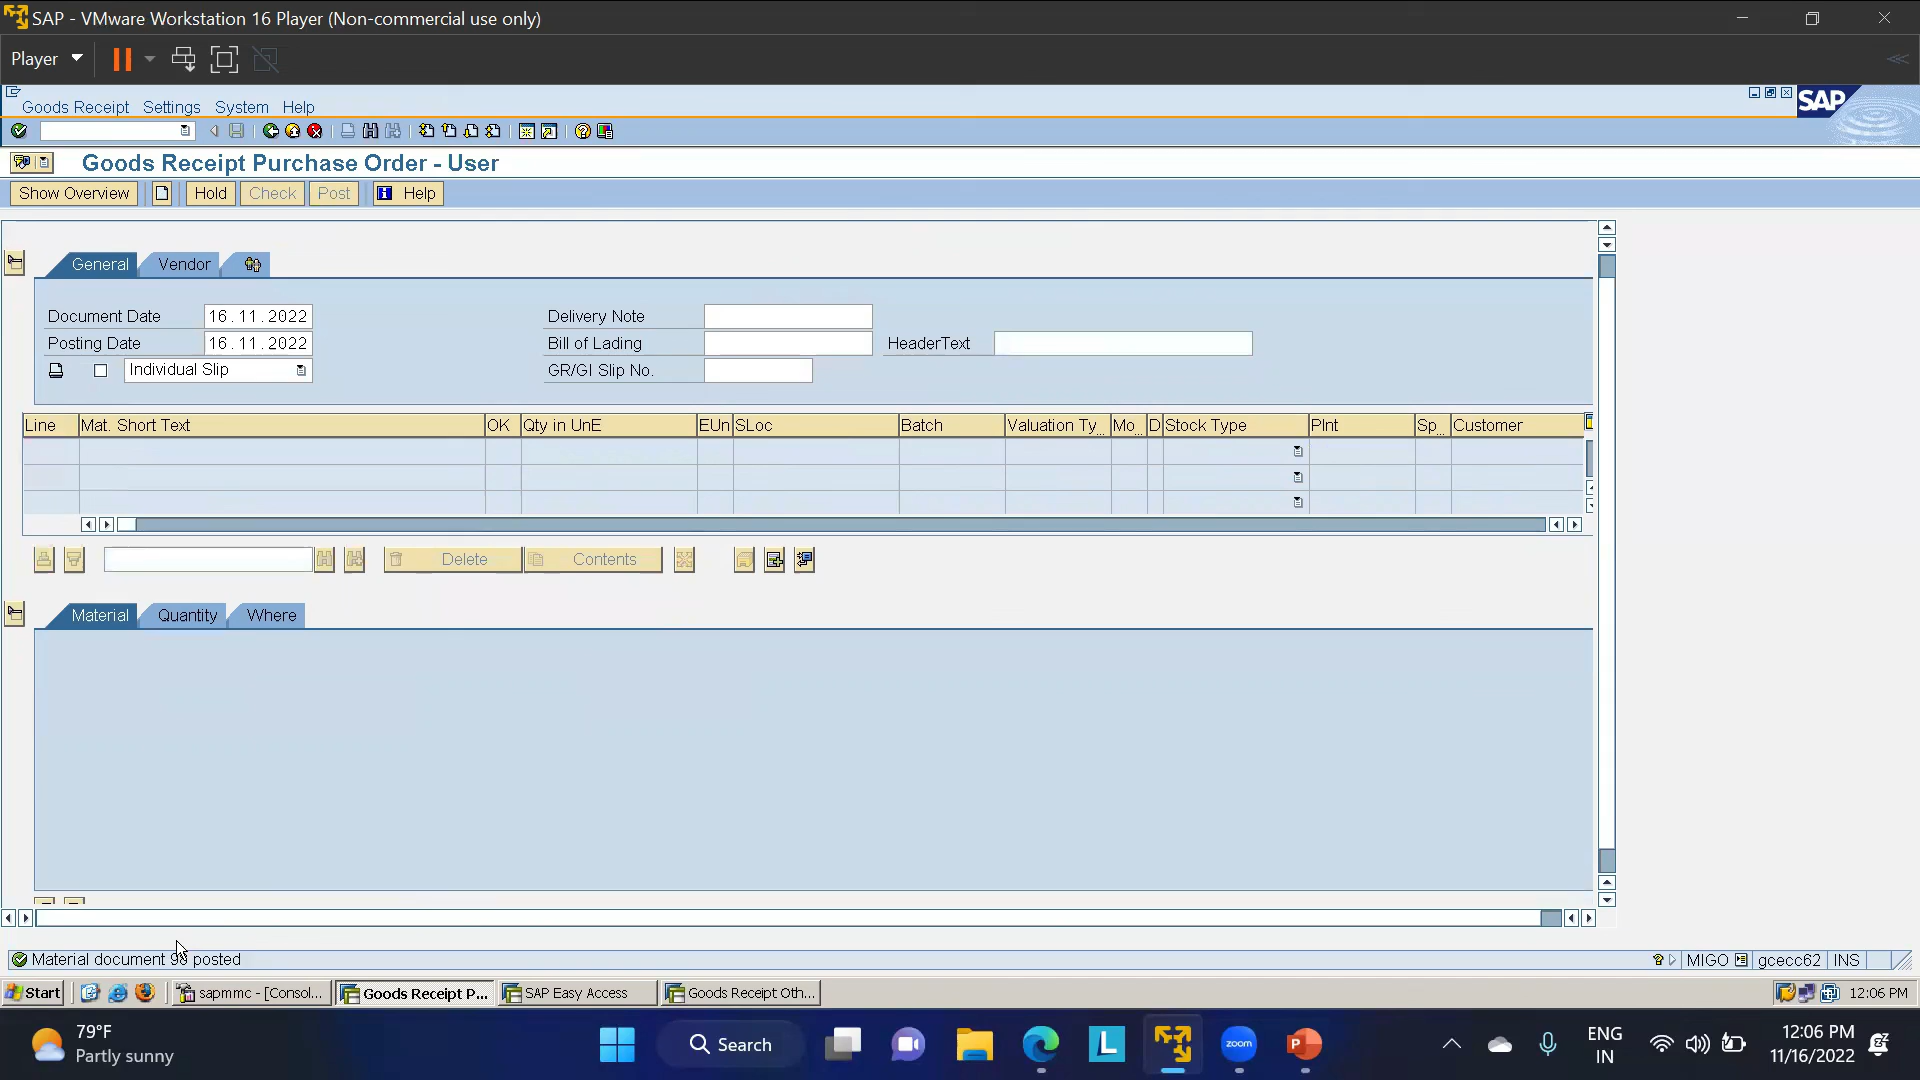 SAP - VMware Workstation 16 Player (Non-commercial use only)
Player
Goods Receipt Settings System Help
SAP
Goods Receipt Purchase Order - User
Show Overview Hold Check Post Help
General Vendor
Document Date 16.11.2022 Delivery Note
Posting Date 16.11.2022 Bill of Lading HeaderText
Individual Slip GR/GI Slip No.
Line Mat. Short Text OK Qty in UnE EUn SLoc Batch Valuation Ty... Mo... D Stock Type Plnt Sp... Customer
Delete Contents
Material Quantity Where
Material document posted
MIGO gcecc62 INS
Start sapmmc - [Consol... Goods Receipt P... SAP Easy Access Goods Receipt Oth... 12:06 PM
79°F
Partly sunny
Search
L
zoom
P
ENG
IN
12:06 PM
11/16/2022